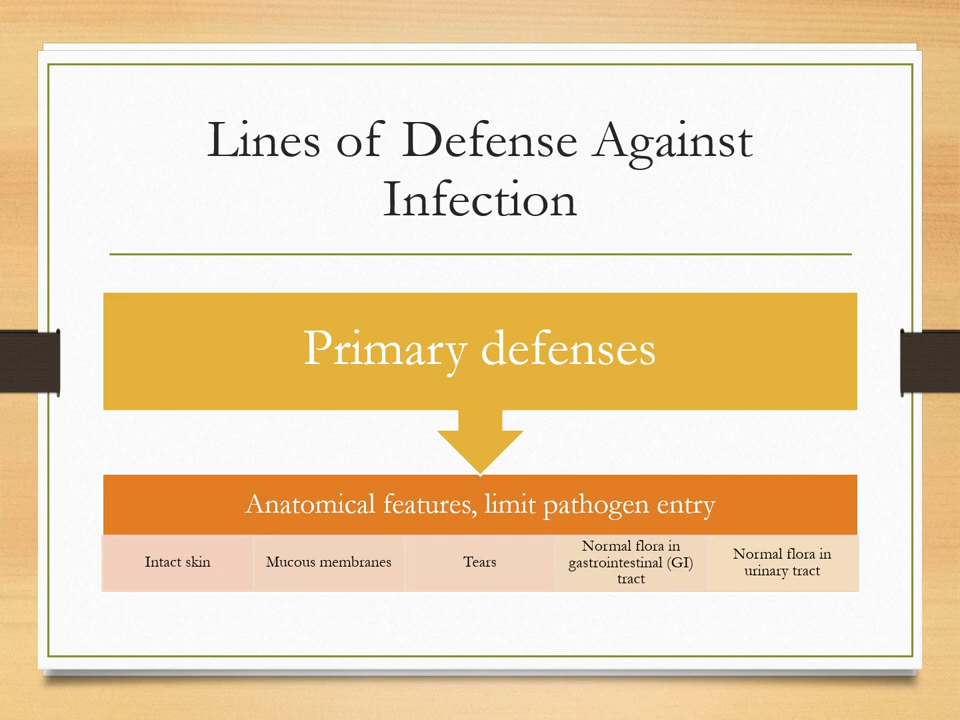 Lines of Defense Against
Infection
Primary defenses
Anatomical features, limit pathogen entry
Intact skin
Mucous membranes
Tears
Normal flora in
gastrointestinal (GI)
tract
Normal flora in
urinary tract